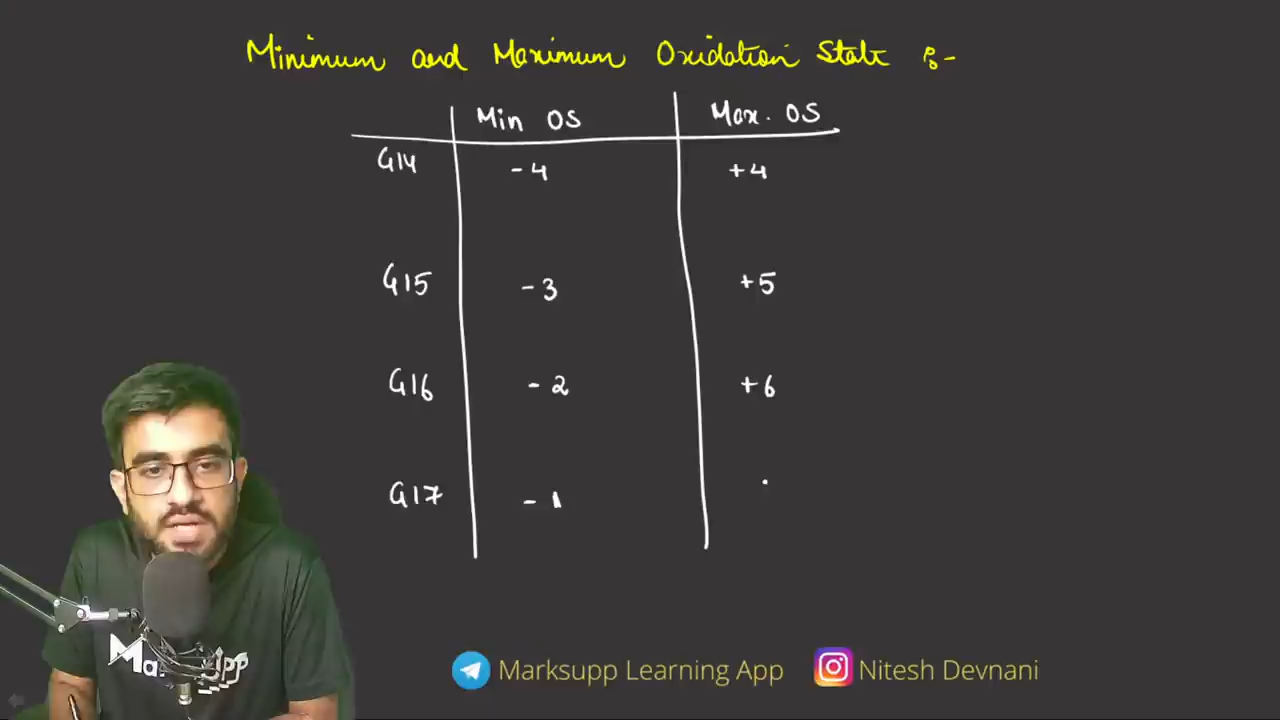 Minimum and Maximum Oxidation State :-
Min OS Max. OS
G14 -4 +4
G15 -3 +5
G16 -2 +6
G17 -1
Marksupp Learning App Nitesh Devnani